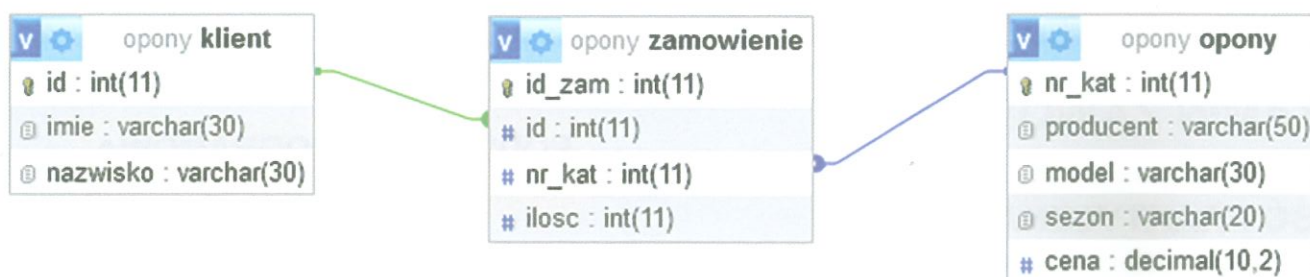 V opony klient
id : int(11)
imie : varchar(30)
nazwisko : varchar(30)
V opony zamowienie
id_zam : int(11)
# id : int(11)
# nr_kat : int(11)
# ilosc : int(11)
V opony opony
nr_kat : int(11)
producent : varchar(50)
model : varchar(30)
sezon : varchar(20)
# cena : decimal(10,2)